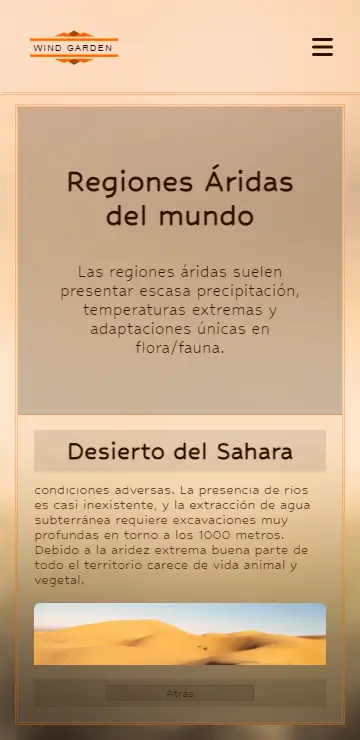 WIND GARDEN
Regiones Áridas
del mundo
Las regiones áridas suelen
presentar escasa precipitación,
temperaturas extremas y
adaptaciones únicas en
flora/fauna.
Desierto del Sahara
condiciones adversas. La presencia de ríos
es casi inexistente, y la extracción de agua
subterránea requiere excavaciones muy
profundas en torno a los 1000 metros.
Debido a la aridez extrema buena parte de
todo el territorio carece de vida animal y
vegetal.
Atrás